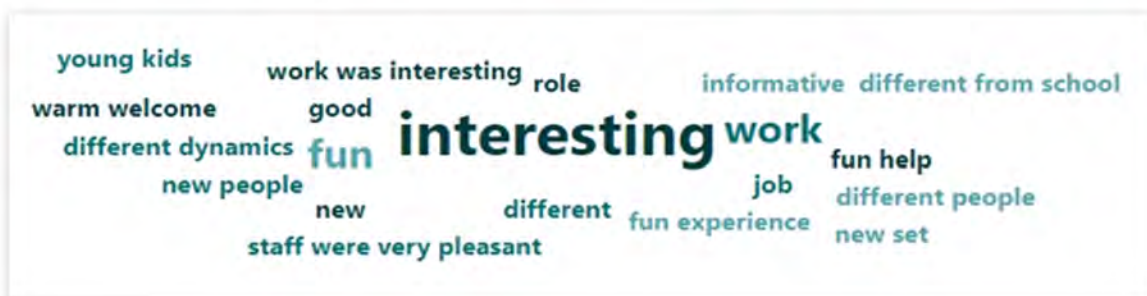 young kids
work was interesting
role
informative
different from school
warm welcome
good
interesting
work
different dynamics
fun
fun help
new people
job
different people
new
different
fun experience
new set
staff were very pleasant